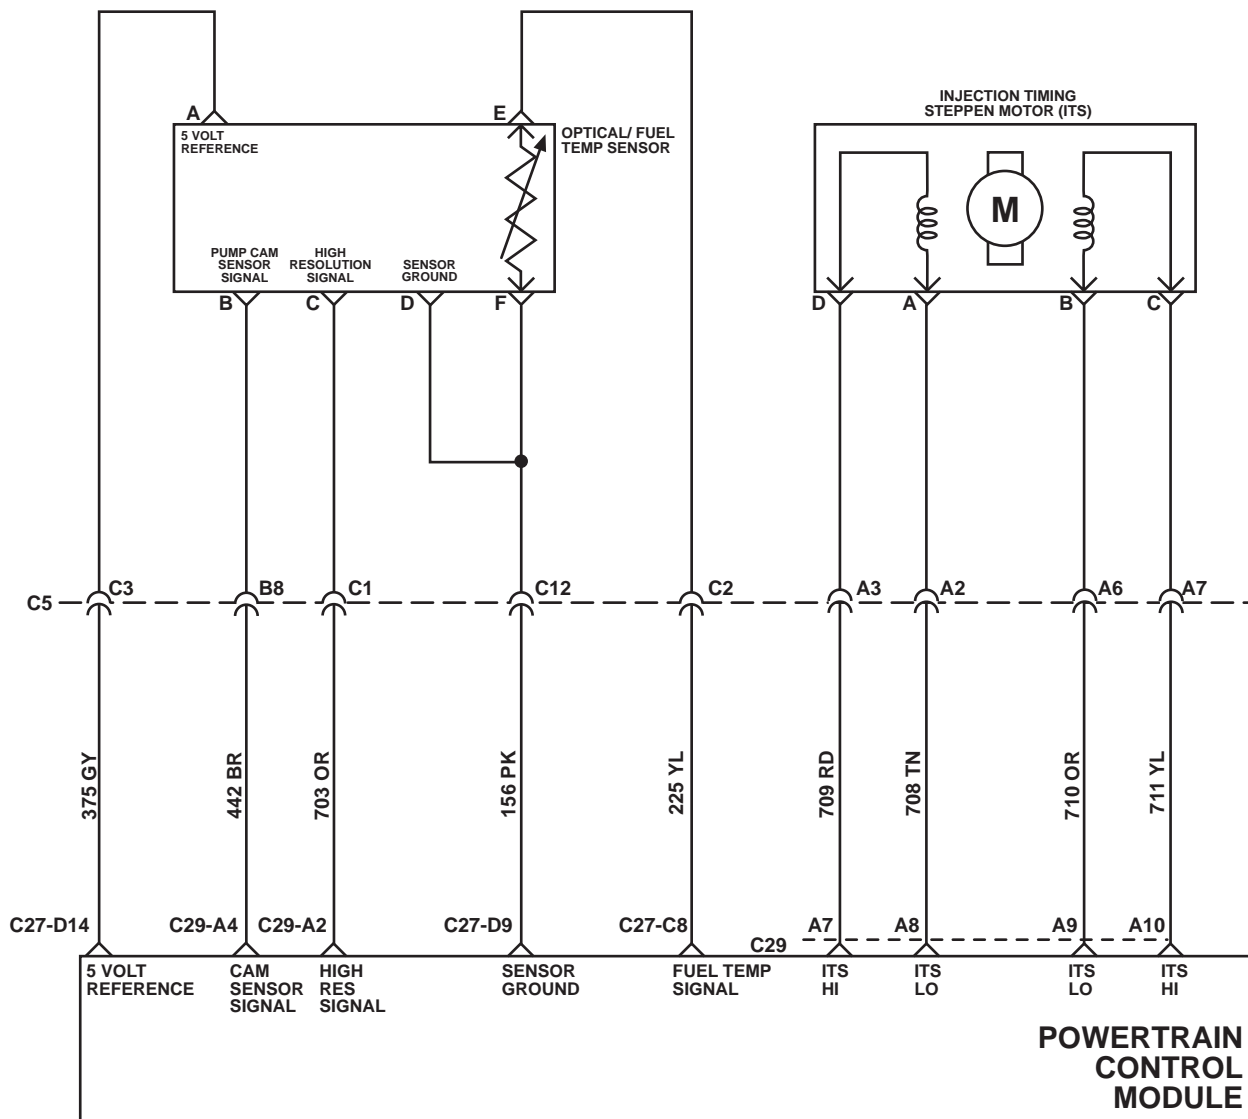 A
E
5 VOLT
REFERENCE
OPTICAL/ FUEL
TEMP SENSOR
PUMP CAM
SENSOR
SIGNAL
HIGH
RESOLUTION
SIGNAL
SENSOR
GROUND
B
C
D
F
INJECTION TIMING
STEPPEN MOTOR (ITS)
M
D
A
B
C
C5
C3
B8
C1
C12
C2
A3
A2
A6
A7
375 GY
442 BR
703 OR
156 PK
225 YL
709 RD
708 TN
710 OR
711 YL
C27-D14
C29-A4
C29-A2
C27-D9
C27-C8
C29
A7
A8
A9
A10
5 VOLT
REFERENCE
CAM
SENSOR
SIGNAL
HIGH
RES
SIGNAL
SENSOR
GROUND
FUEL TEMP
SIGNAL
ITS
HI
ITS
LO
ITS
LO
ITS
HI
POWERTRAIN
CONTROL
MODULE